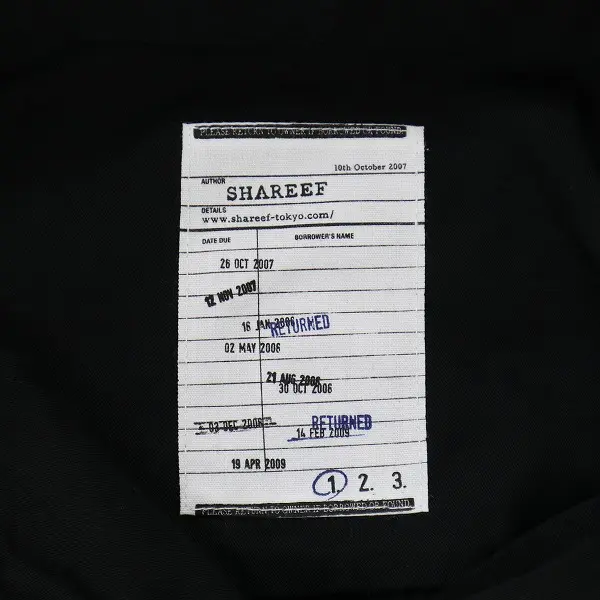 PLEASE RETURN TO OWNER IF BORROWED OR FOUND.
10th October 2007
AUTHOR
SHAREEF
DETAILS
www.shareef-tokyo.com/
DATE DUE BORROWER'S NAME
26 OCT 2007
12 NOV 2007
16 JAN 2006 RETURNED
02 MAY 2006
21 AUG 2006
30 OCT 2006
03 DEC 2006 RETURNED
14 FEB 2009
19 APR 2009
1. 2. 3.
PLEASE RETURN TO OWNER IF BORROWED OR FOUND.